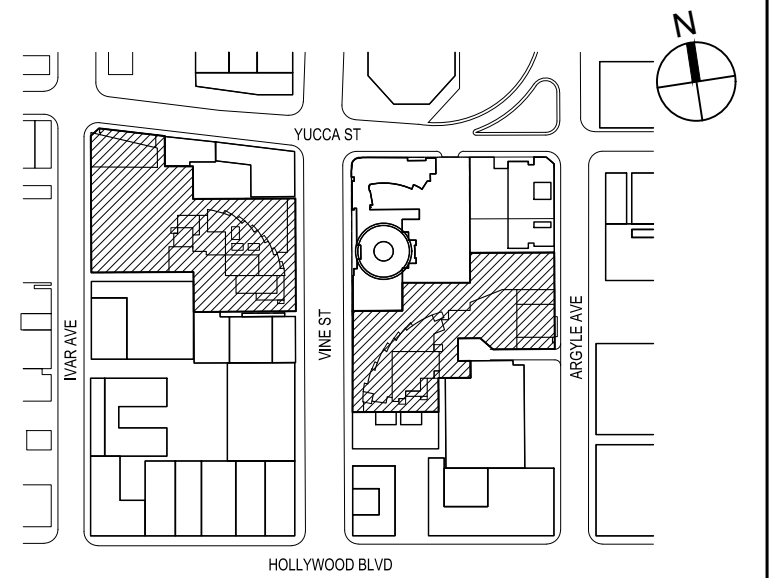 N
YUCCA ST
IVAR AVE
VINE ST
ARGYLE AVE
HOLLYWOOD BLVD